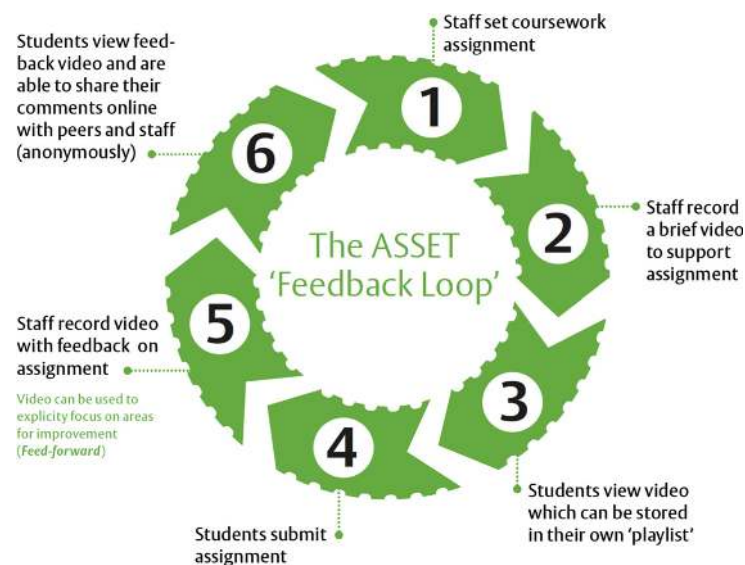 The ASSET
'Feedback Loop'
1
Staff set coursework
assignment
2
Staff record
a brief video
to support
assignment
3
Students view video
which can be stored
in their own 'playlist'
4
Students submit
assignment
5
Staff record video
with feedback on
assignment
Video can be used to
explicity focus on areas
for improvement
(Feed-forward)
6
Students view feed-
back video and are
able to share their
comments online
with peers and staff
(anonymously)